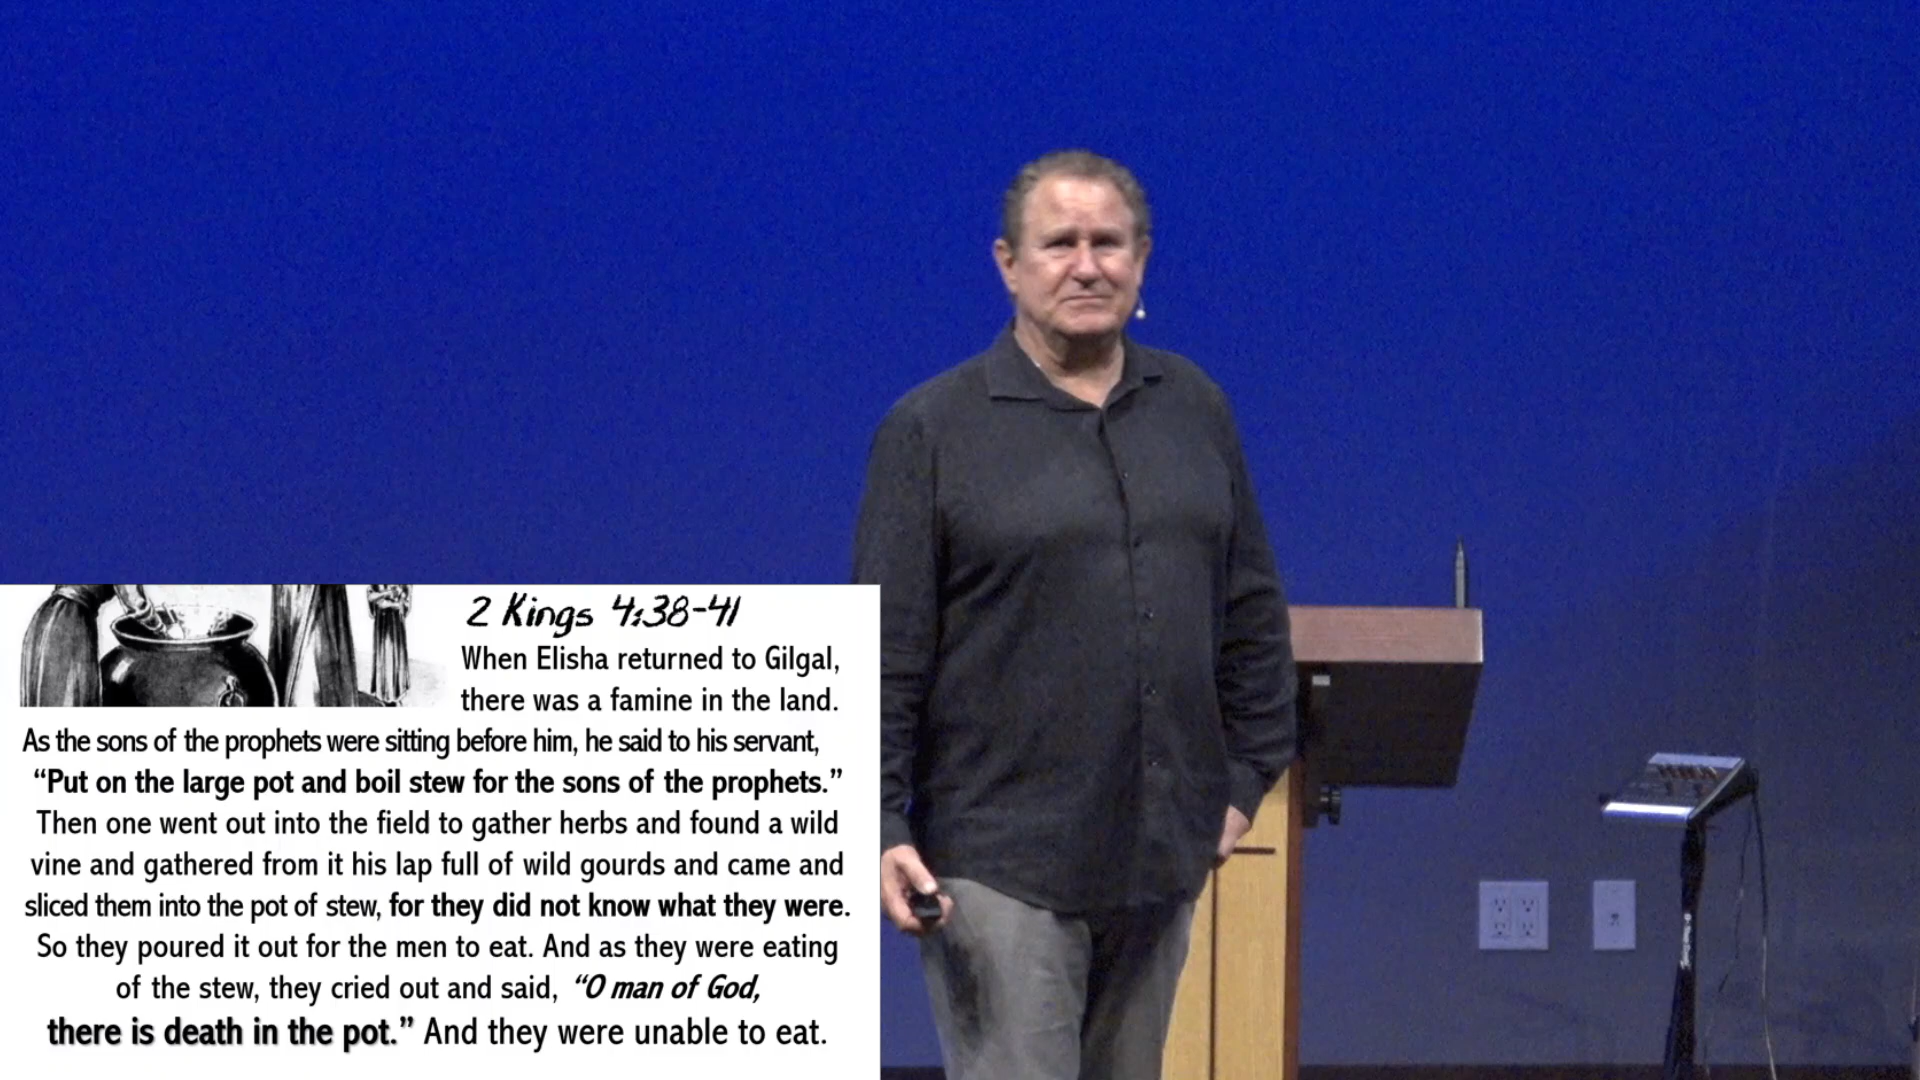 2 Kings 4:38-41
When Elisha returned to Gilgal,
there was a famine in the land.
As the sons of the prophets were sitting before him, he said to his servant,
“Put on the large pot and boil stew for the sons of the prophets.”
Then one went out into the field to gather herbs and found a wild
vine and gathered from it his lap full of wild gourds and came and
sliced them into the pot of stew, for they did not know what they were.
So they poured it out for the men to eat. And as they were eating
of the stew, they cried out and said, “O man of God,
there is death in the pot.” And they were unable to eat.